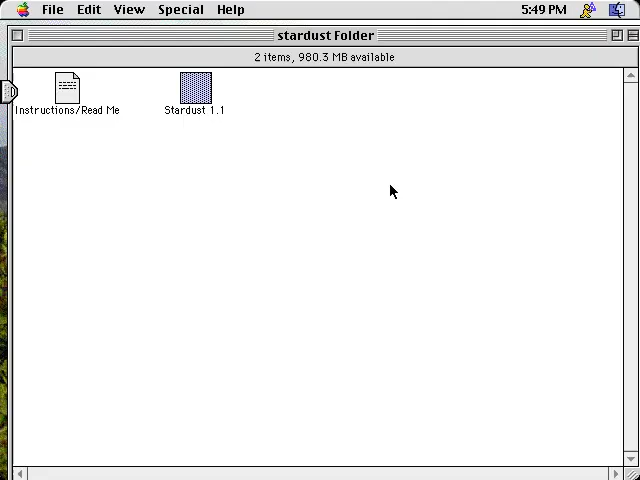 File Edit View Special Help 5:49 PM
stardust Folder
2 items, 980.3 MB available
Instructions/Read Me Stardust 1.1